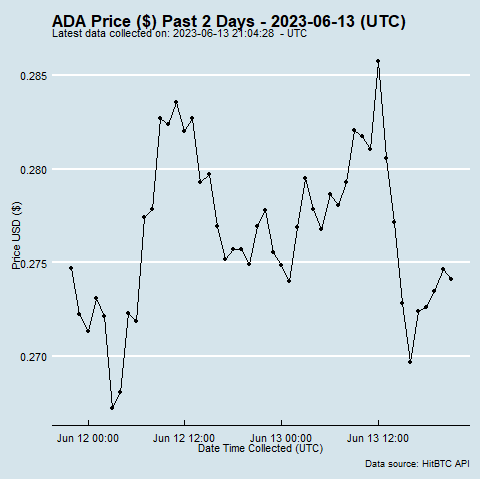 ADA Price ($) Past 2 Days - 2023-06-13 (UTC)
Latest data collected on: 2023-06-13 21:04:28 - UTC
0.285
0.280
0.275
0.270
Price USD ($)
Jun 12 00:00 Jun 12 12:00 Jun 13 00:00 Jun 13 12:00
Date Time Collected (UTC)
Data source: HitBTC API